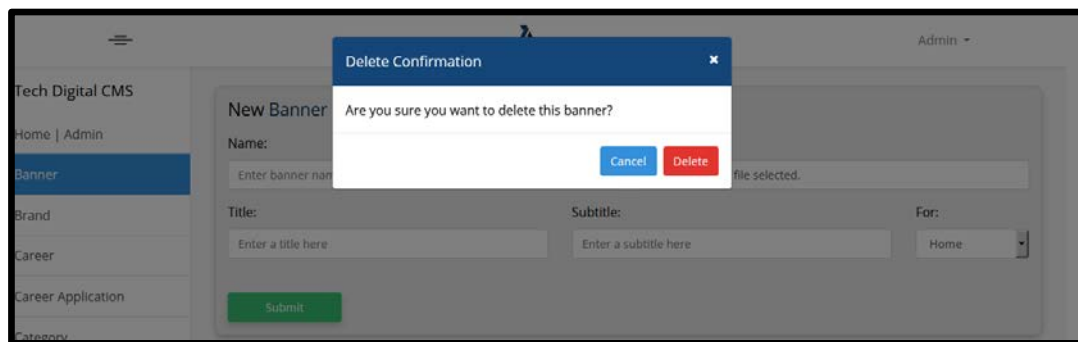 Admin
Delete Confirmation
Tech Digital CMS
Are you sure you want to delete this banner?
New Banner
Home | Admin
Name:
Cancel Delete
Banner
Enter banner nam
file selected.
Brand
Title: Subtitle: For:
Enter a title here Enter a subtitle here Home
Career
Career Application
Submit
Category